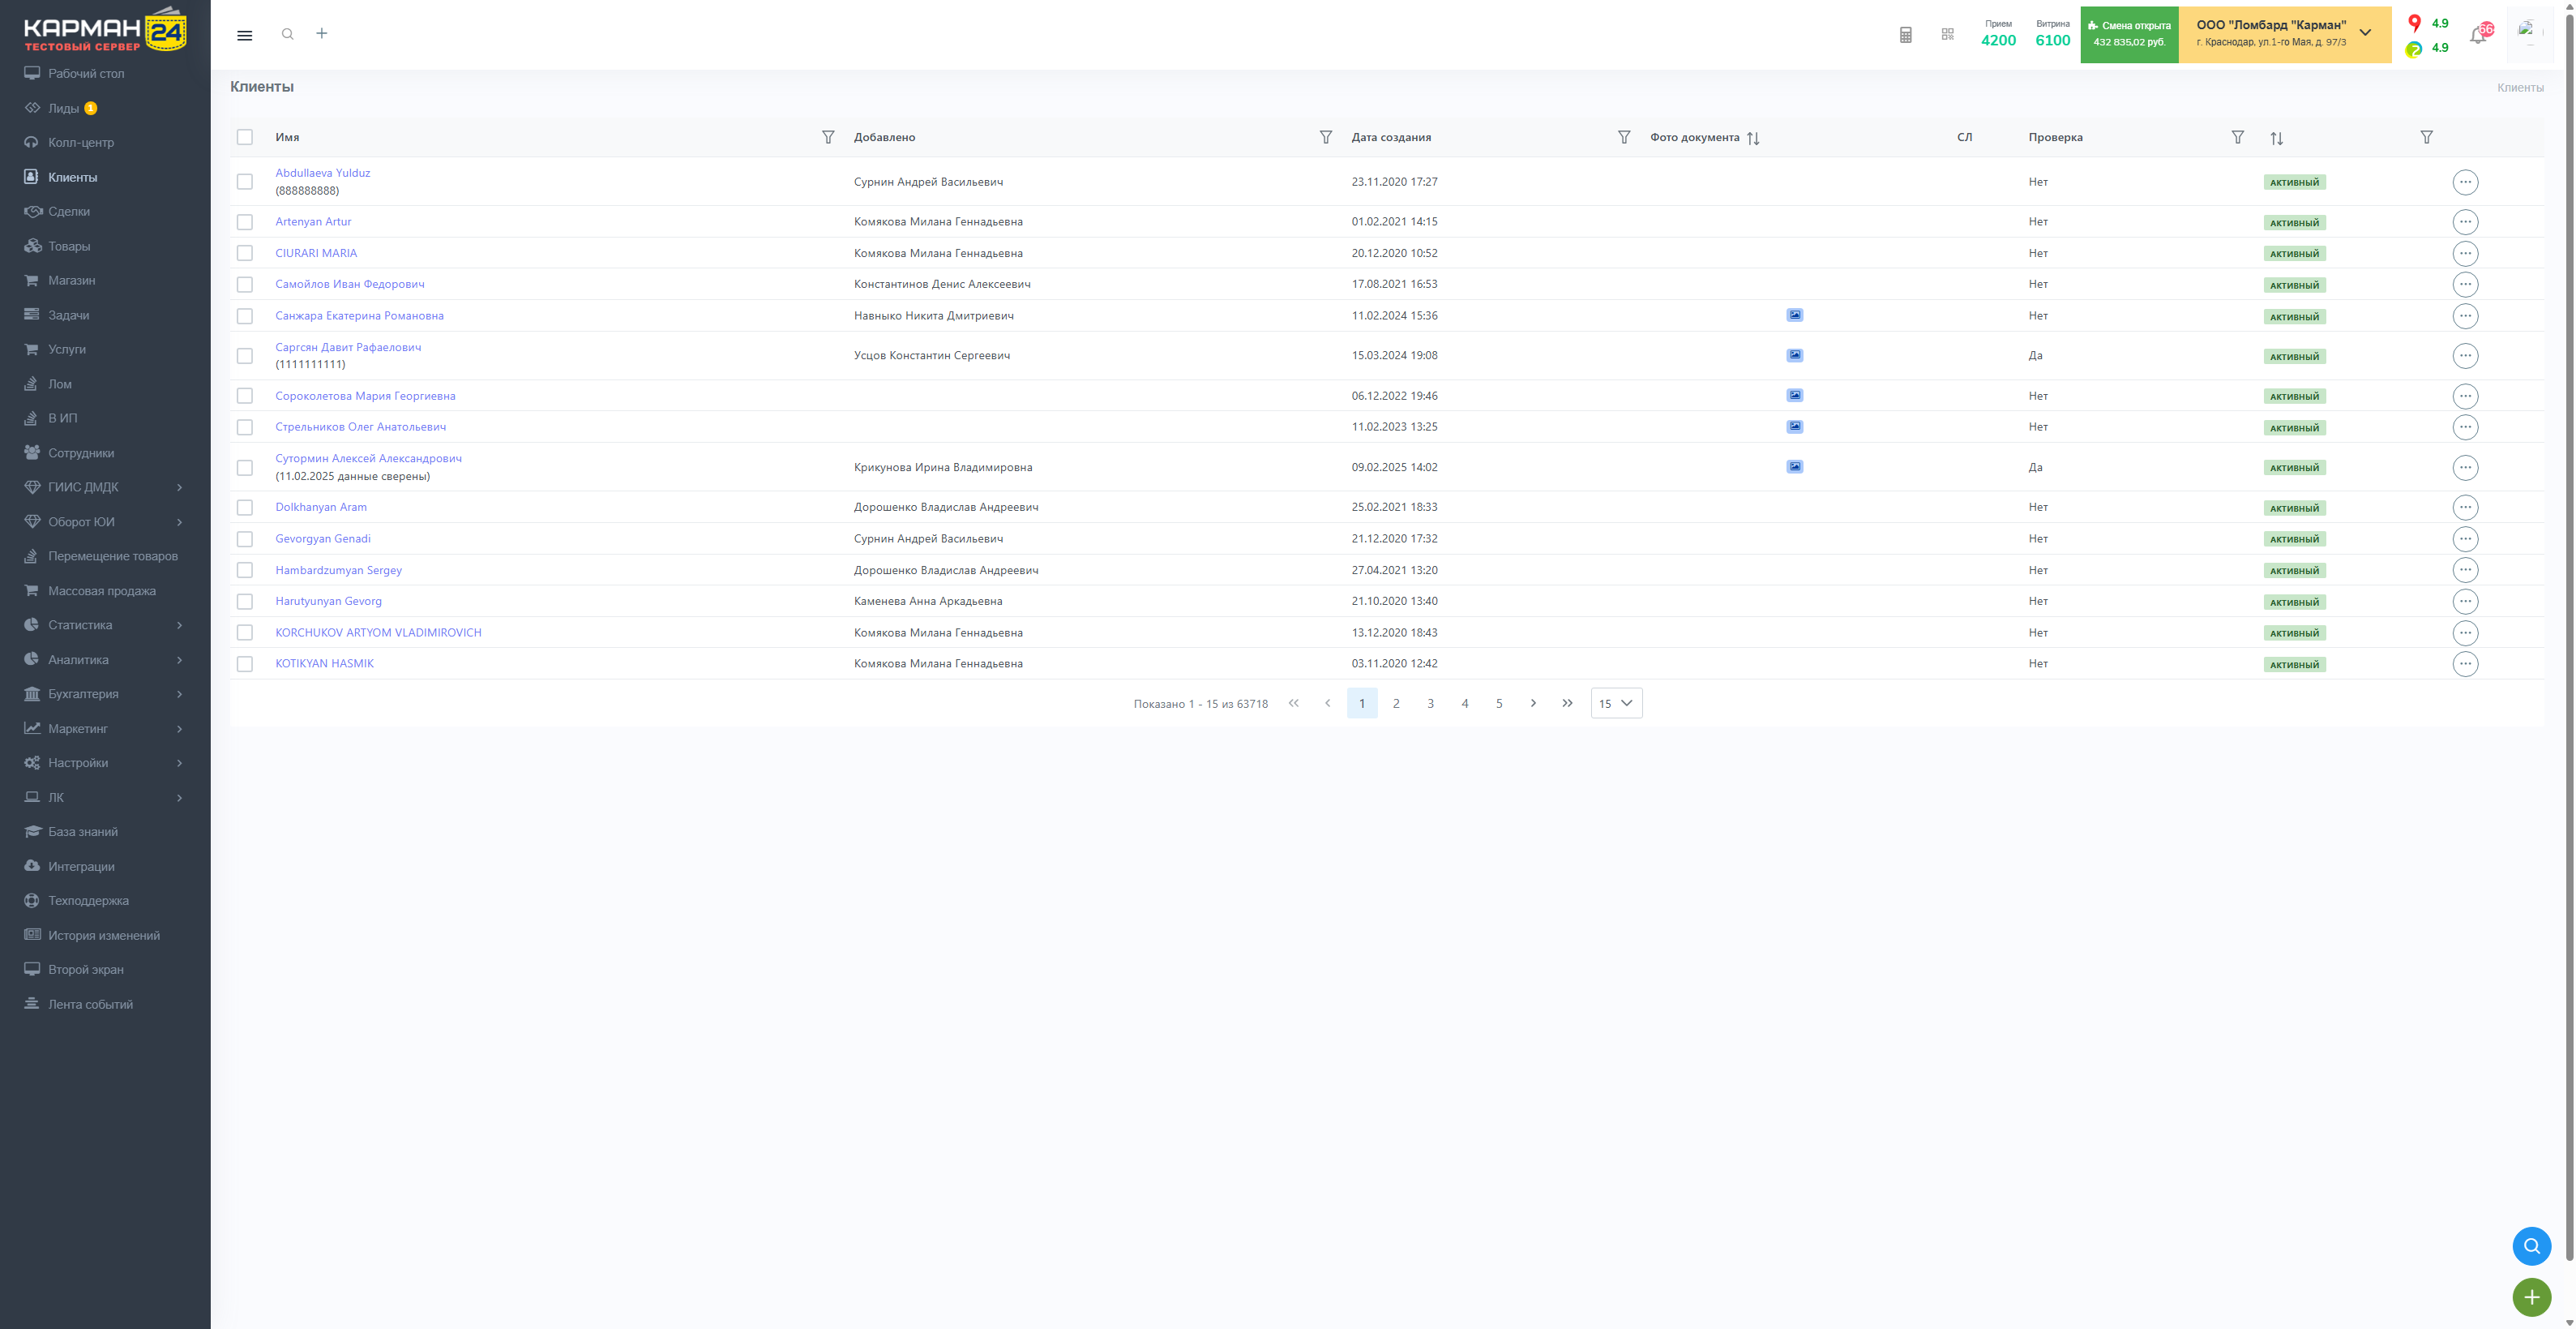 КАРМАН 24
ТЕСТОВЫЙ СЕРВЕР
Рабочий стол
Лиды 1
Колл-центр
Клиенты
Сделки
Товары
Магазин
Задачи
Услуги
Лом
В ИП
Сотрудники
ГИИС ДМДК
Оборот ЮИ
Перемещение товаров
Массовая продажа
Статистика
Аналитика
Бухгалтерия
Маркетинг
Настройки
ЛК
База знаний
Интеграции
Техподдержка
История изменений
Второй экран
Лента событий
Прием
4200
Витрина
6100
Смена открыта
432 835,02 руб.
ООО "Ломбард "Карман"
г. Краснодар, ул.1-го Мая, д. 97/3
4.9
4.9
Клиенты
Клиенты
Имя Добавлено Дата создания Фото документа СЛ Проверка
Abdullaeva Yulduz
(888888888)
Сурнин Андрей Васильевич 23.11.2020 17:27 Нет АКТИВНЫЙ
Artenyan Artur Комякова Милана Геннадьевна 01.02.2021 14:15 Нет АКТИВНЫЙ
CIURARI MARIA Комякова Милана Геннадьевна 20.12.2020 10:52 Нет АКТИВНЫЙ
Самойлов Иван Федорович Константинов Денис Алексеевич 17.08.2021 16:53 Нет АКТИВНЫЙ
Санжара Екатерина Романовна Навныко Никита Дмитриевич 11.02.2024 15:36 Нет АКТИВНЫЙ
Саргсян Давит Рафаелович
(1111111111)
Усцов Константин Сергеевич 15.03.2024 19:08 Да АКТИВНЫЙ
Сороколетова Мария Георгиевна 06.12.2022 19:46 Нет АКТИВНЫЙ
Стрельников Олег Анатольевич 11.02.2023 13:25 Нет АКТИВНЫЙ
Сутормин Алексей Александрович
(11.02.2025 данные сверены)
Крикунова Ирина Владимировна 09.02.2025 14:02 Да АКТИВНЫЙ
Dolkhanyan Aram Дорошенко Владислав Андреевич 25.02.2021 18:33 Нет АКТИВНЫЙ
Gevorgyan Genadi Сурнин Андрей Васильевич 21.12.2020 17:32 Нет АКТИВНЫЙ
Hambardzumyan Sergey Дорошенко Владислав Андреевич 27.04.2021 13:20 Нет АКТИВНЫЙ
Harutyunyan Gevorg Каменева Анна Аркадьевна 21.10.2020 13:40 Нет АКТИВНЫЙ
KORCHUKOV ARTYOM VLADIMIROVICH Комякова Милана Геннадьевна 13.12.2020 18:43 Нет АКТИВНЫЙ
KOTIKYAN HASMIK Комякова Милана Геннадьевна 03.11.2020 12:42 Нет АКТИВНЫЙ
Показано 1 - 15 из 63718 1 2 3 4 5 15